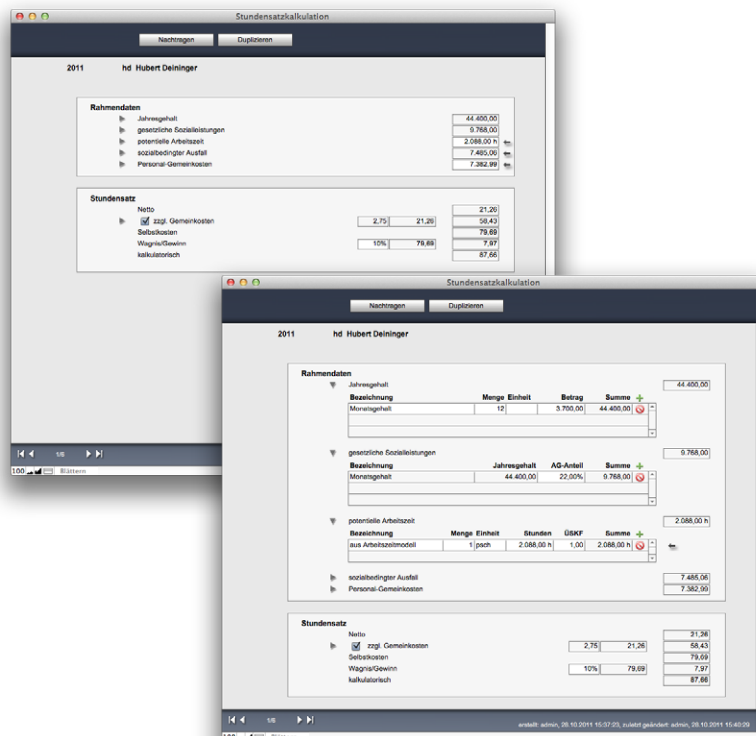 Stundensatzkalkulation
Nachtragen Duplizieren
2011 hd Hubert Deininger
Rahmendaten
Jahresgehalt 44.400,00
gesetzliche Sozialleistungen 9.768,00
potentielle Arbeitszeit 2.088,00 h
sozialbedingter Ausfall 7.485,06
Personal-Gemeinkosten 7.382,99
Stundensatz
Netto 21,26
zzgl. Gemeinkosten 2,75 21,26 58,43
Selbstkosten 79,69
Wagnis/Gewinn 10% 79,69 7,97
kalkulatorisch 87,66
1/6
100 Blättern
Stundensatzkalkulation
Nachtragen Duplizieren
2011 hd Hubert Deininger
Rahmendaten
Jahresgehalt 44.400,00
Bezeichnung Menge Einheit Betrag Summe
Monatsgehalt 12 3.700,00 44.400,00
gesetzliche Sozialleistungen 9.768,00
Bezeichnung Jahresgehalt AG-Anteil Summe
Monatsgehalt 44.400,00 22,00% 9.768,00
potentielle Arbeitszeit 2.088,00 h
Bezeichnung Menge Einheit Stunden ÜSKF Summe
aus Arbeitszeitmodell 1 psch 2.088,00 h 1,00 2.088,00 h
sozialbedingter Ausfall 7.485,06
Personal-Gemeinkosten 7.382,99
Stundensatz
Netto 21,26
zzgl. Gemeinkosten 2,75 21,26 58,43
Selbstkosten 79,69
Wagnis/Gewinn 10% 79,69 7,97
kalkulatorisch 87,66
1/6
erstellt: admin, 28.10.2011 15:37:23, zuletzt geändert: admin, 28.10.2011 15:40:29